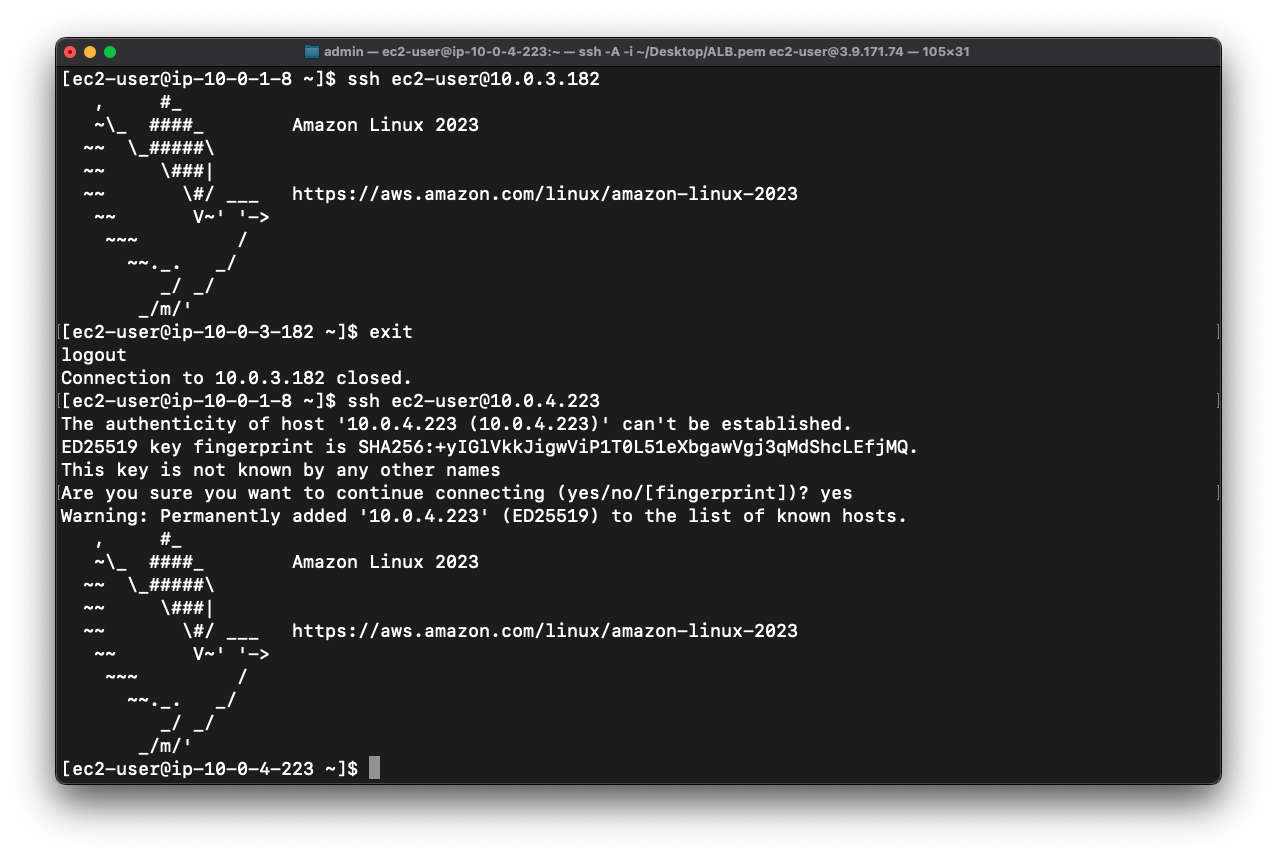 admin — ec2-user@ip-10-0-4-223:~ — ssh -A -i ~/Desktop/ALB.pem ec2-user@3.9.171.74 — 105×31
[ec2-user@ip-10-0-1-8 ~]$ ssh ec2-user@10.0.3.182
   ,     #_
   ~\_  ####_        Amazon Linux 2023
  ~~  \_#####\
  ~~     \###|
  ~~       \#/ ___   https://aws.amazon.com/linux/amazon-linux-2023
   ~~       V~' '->
    ~~~         /
      ~~._.   _/
         _/ _/
       _/m/'
[ec2-user@ip-10-0-3-182 ~]$ exit
logout
Connection to 10.0.3.182 closed.
[ec2-user@ip-10-0-1-8 ~]$ ssh ec2-user@10.0.4.223
The authenticity of host '10.0.4.223 (10.0.4.223)' can't be established.
ED25519 key fingerprint is SHA256:+yIGlVkkJigwViP1T0L51eXbgawVgj3qMdShcLEfjMQ.
This key is not known by any other names
Are you sure you want to continue connecting (yes/no/[fingerprint])? yes
Warning: Permanently added '10.0.4.223' (ED25519) to the list of known hosts.
   ,     #_
   ~\_  ####_        Amazon Linux 2023
  ~~  \_#####\
  ~~     \###|
  ~~       \#/ ___   https://aws.amazon.com/linux/amazon-linux-2023
   ~~       V~' '->
    ~~~         /
      ~~._.   _/
         _/ _/
       _/m/'
[ec2-user@ip-10-0-4-223 ~]$